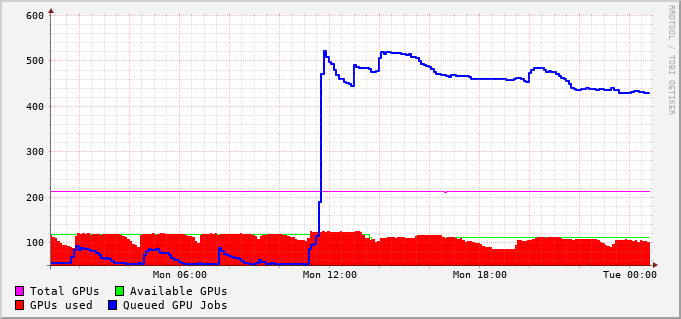 600
500
400
300
200
100
Mon 06:00 Mon 12:00 Mon 18:00 Tue 00:00
Total GPUs Available GPUs
GPUs used Queued GPU Jobs
RRDTOOL / TOBI OETIKER